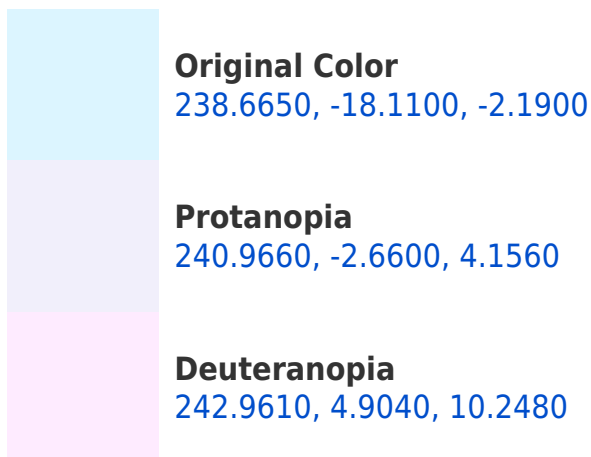 Original Color
238.6650, -18.1100, -2.1900
Protanopia
240.9660, -2.6600, 4.1560
Deuteranopia
242.9610, 4.9040, 10.2480